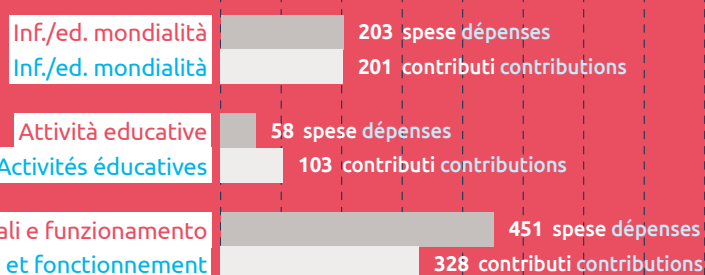 Inf./ed. mondialità 203 spese dépenses
Inf./ed. mondialità 201 contributi contributions
Attività educative 58 spese dépenses
Activités éducatives 103 contributi contributions
e funzionamento 451 spese dépenses
et fonctionnement 328 contributi contributions